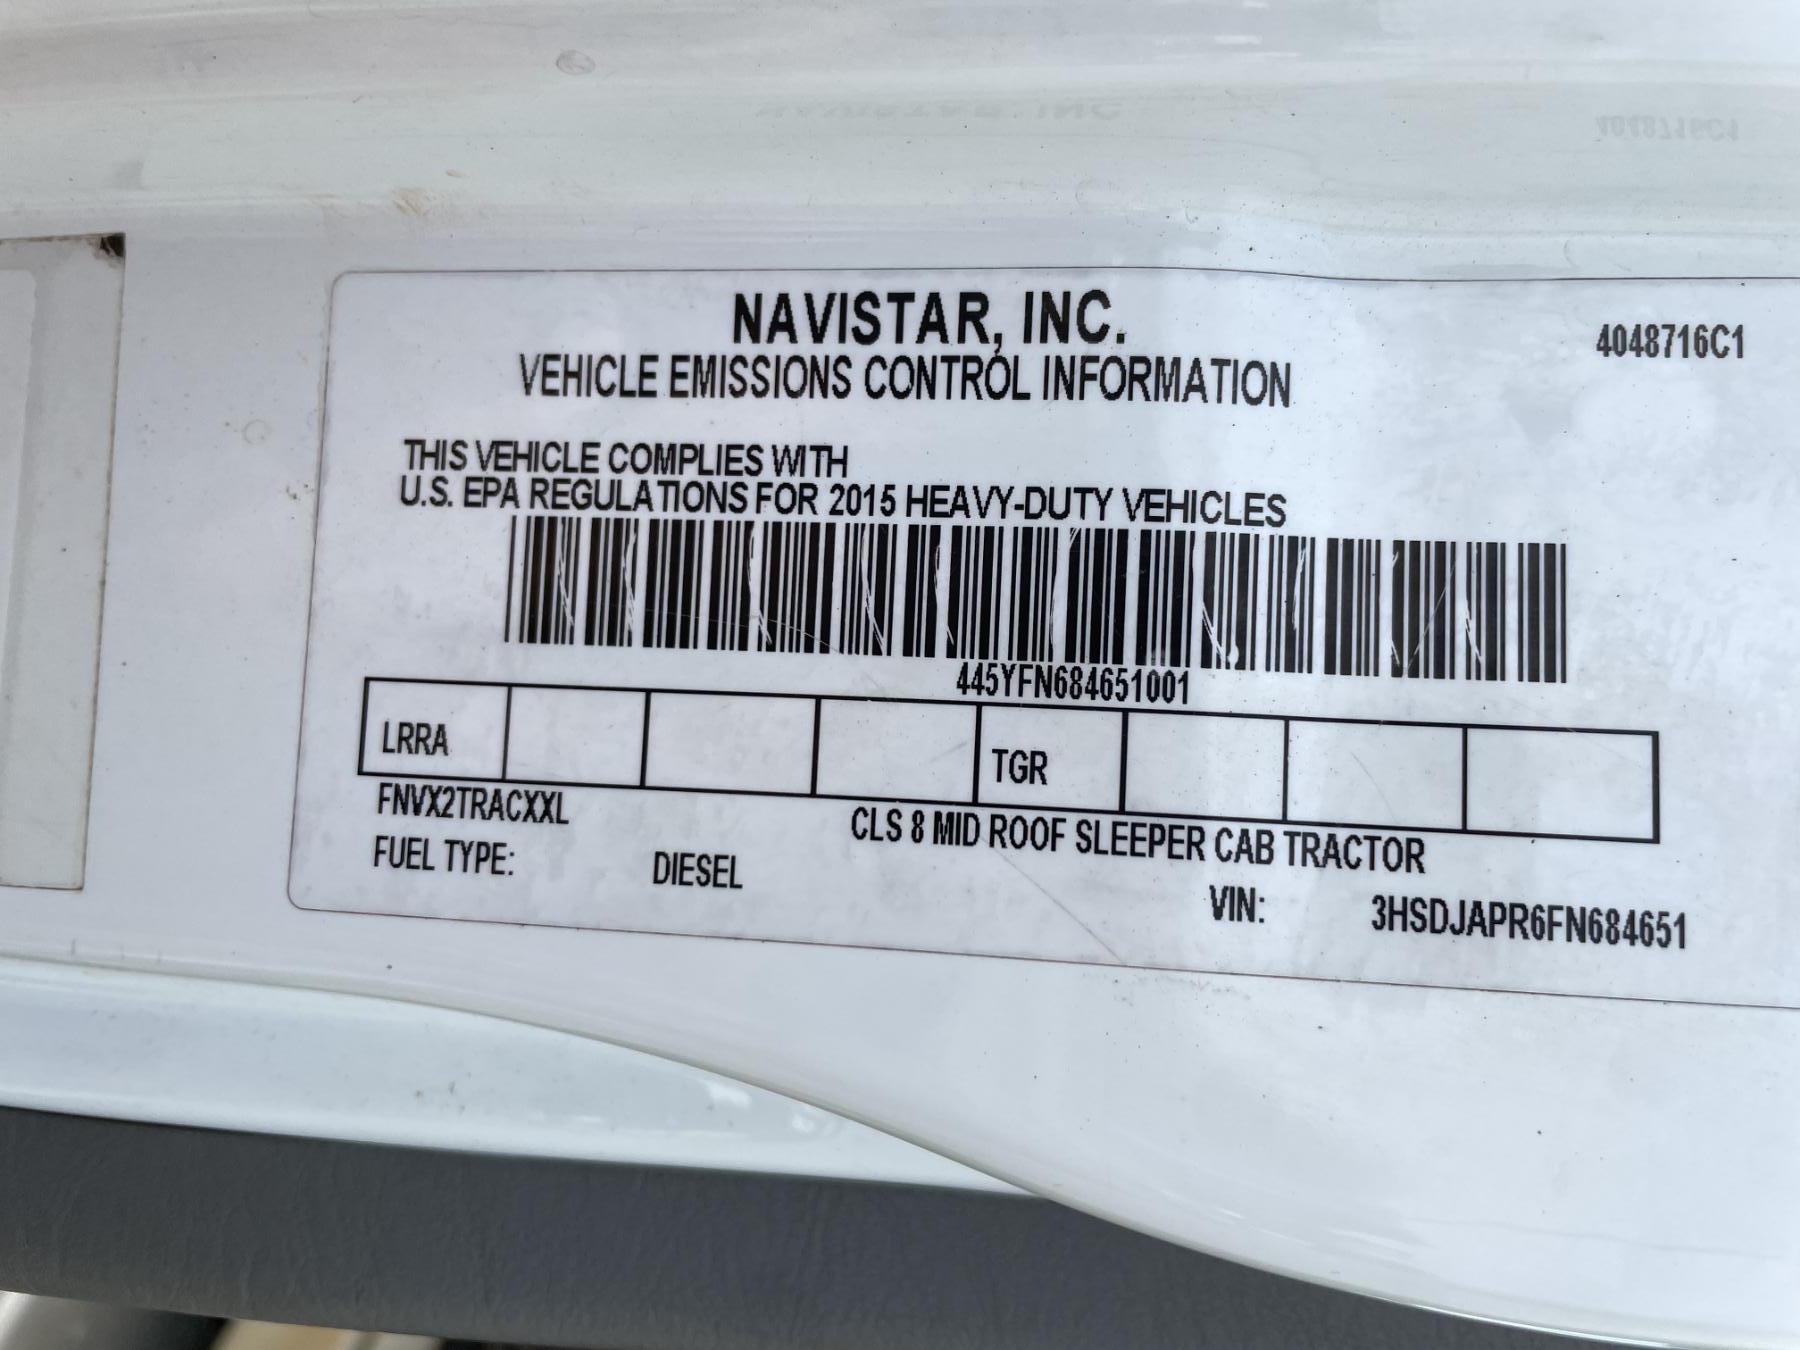 NAVISTAR, INC.
4048716C1
VEHICLE EMISSIONS CONTROL INFORMATION
THIS VEHICLE COMPLIES WITH
U.S. EPA REGULATIONS FOR 2015 HEAVY-DUTY VEHICLES
445YFN684651001
LRRA TGR
FNVX2TRACXXL CLS 8 MID ROOF SLEEPER CAB TRACTOR
FUEL TYPE: DIESEL VIN: 3HSDJAPR6FN684651